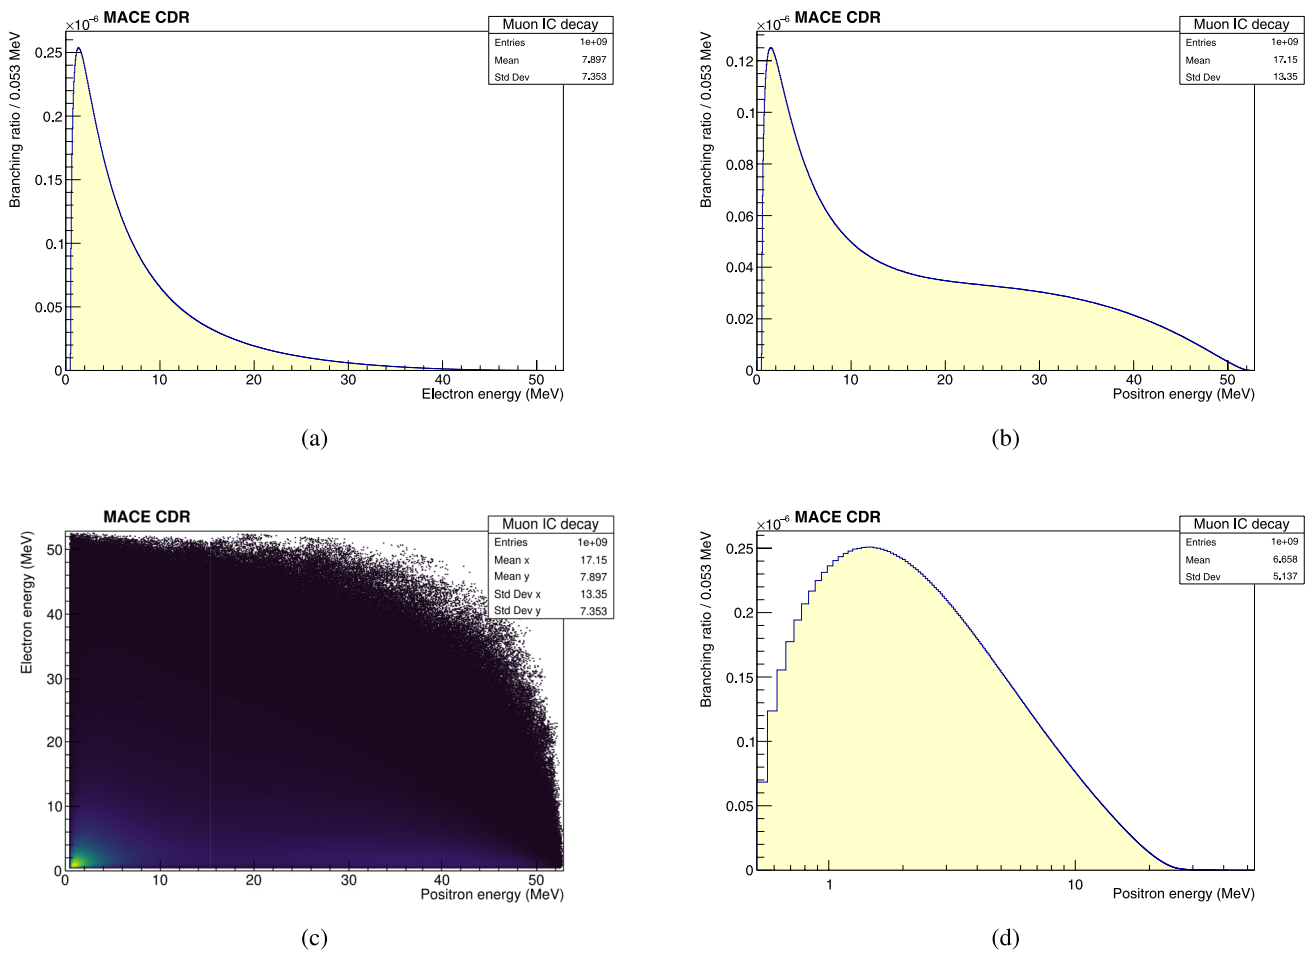 ×10⁻⁶ MACE CDR
Muon IC decay
Entries 1e+09
Mean 7.897
Std Dev 7.353
Branching ratio / 0.053 MeV
0.25
0.2
0.15
0.1
0.05
0
0 10 20 30 40 50
Electron energy (MeV)
(a)
×10⁻⁶ MACE CDR
Muon IC decay
Entries 1e+09
Mean 17.15
Std Dev 13.35
Branching ratio / 0.053 MeV
0.12
0.1
0.08
0.06
0.04
0.02
0
0 10 20 30 40 50
Positron energy (MeV)
(b)
MACE CDR
Muon IC decay
Entries 1e+09
Mean x 17.15
Mean y 7.897
Std Dev x 13.35
Std Dev y 7.353
Electron energy (MeV)
50
40
30
20
10
0
0 10 20 30 40 50
Positron energy (MeV)
(c)
×10⁻⁶ MACE CDR
Muon IC decay
Entries 1e+09
Mean 6.658
Std Dev 5.137
Branching ratio / 0.053 MeV
0.25
0.2
0.15
0.1
0.05
0
1 10
Positron energy (MeV)
(d)